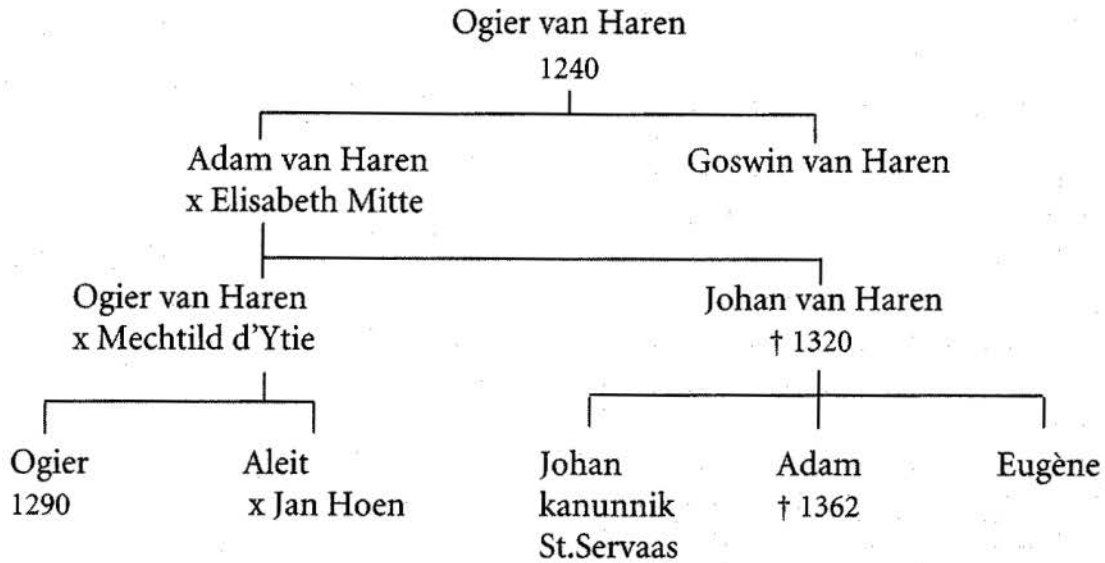 Ogier van Haren
1240
Adam van Haren
x Elisabeth Mitte
Goswin van Haren
Ogier van Haren
x Mechtild d'Ytie
Johan van Haren
† 1320
Ogier
1290
Aleit
x Jan Hoen
Johan
kanunnik
St.Servaas
Adam
† 1362
Eugène